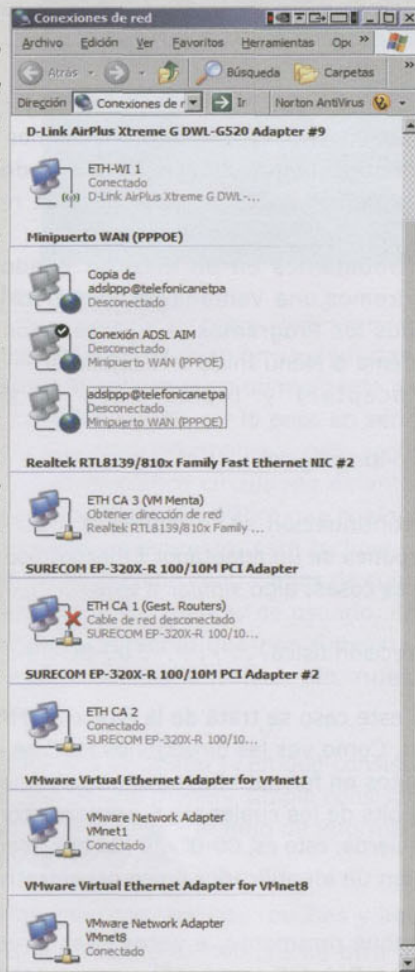 Conexiones de red
Archivo Edición Ver Favoritos Herramientas Opc »
Atrás Búsqueda Carpetas »
Dirección Conexiones de r Ir Norton AntiVirus
D-Link AirPlus Xtreme G DWL-G520 Adapter #9
ETH-WI 1
Conectado
D-Link AirPlus Xtreme G DWL-...
Minipuerto WAN (PPPOE)
Copia de
adslppp@telefonicanetpa
Desconectado
Conexión ADSL AIM
Desconectado
Minipuerto WAN (PPPOE)
adslppp@telefonicanetpa
Desconectado
Minipuerto WAN (PPPOE)
Realtek RTL8139/810x Family Fast Ethernet NIC #2
ETH CA 3 (VM Menta)
Obtener dirección de red
Realtek RTL8139/810x Family ...
SURECOM EP-320X-R 100/10M PCI Adapter
ETH CA 1 (Gest. Routers)
Cable de red desconectado
SURECOM EP-320X-R 100/10...
SURECOM EP-320X-R 100/10M PCI Adapter #2
ETH CA 2
Conectado
SURECOM EP-320X-R 100/10...
VMware Virtual Ethernet Adapter for VMnet1
VMware Network Adapter
VMnet1
Conectado
VMware Virtual Ethernet Adapter for VMnet8
VMware Network Adapter
VMnet8
Conectado